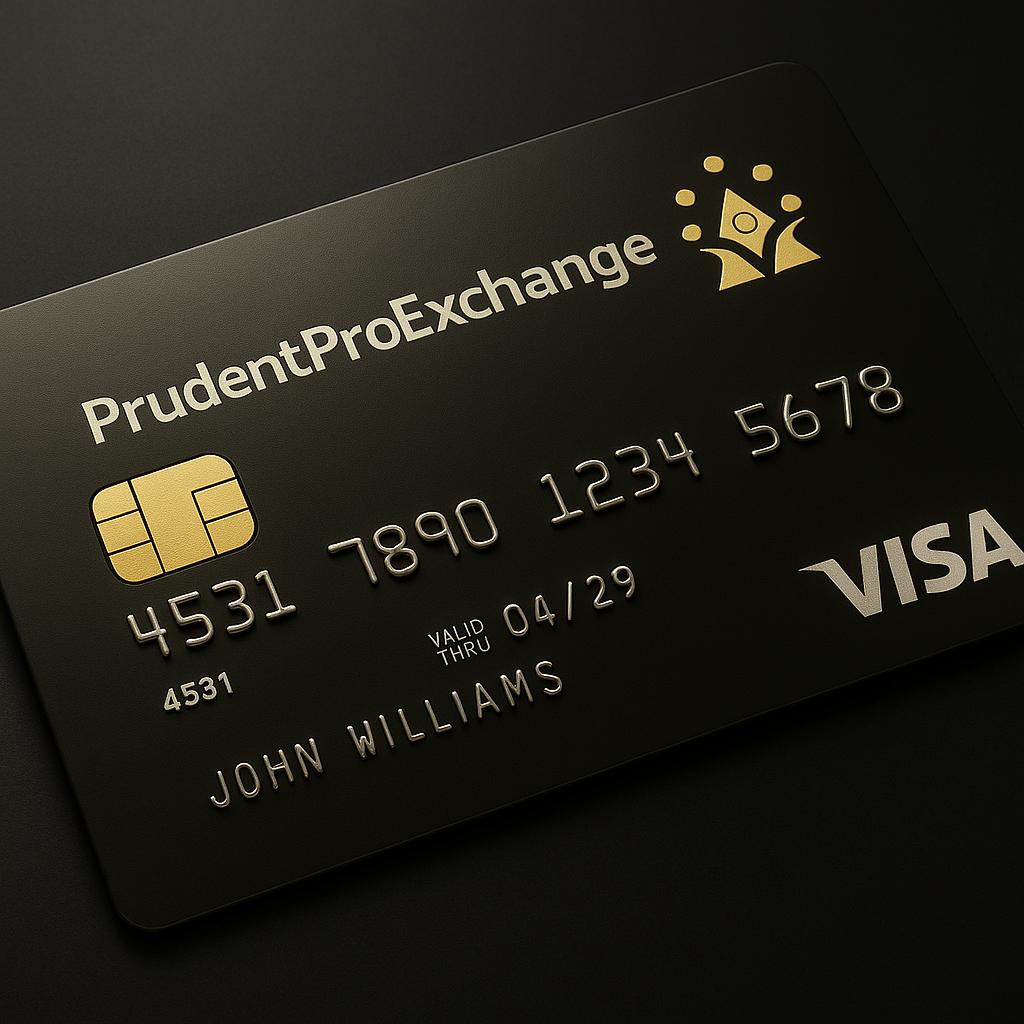 PrudentProExchange
4531 7890 1234 5678
4531
VALID
THRU 04/29
JOHN WILLIAMS
VISA